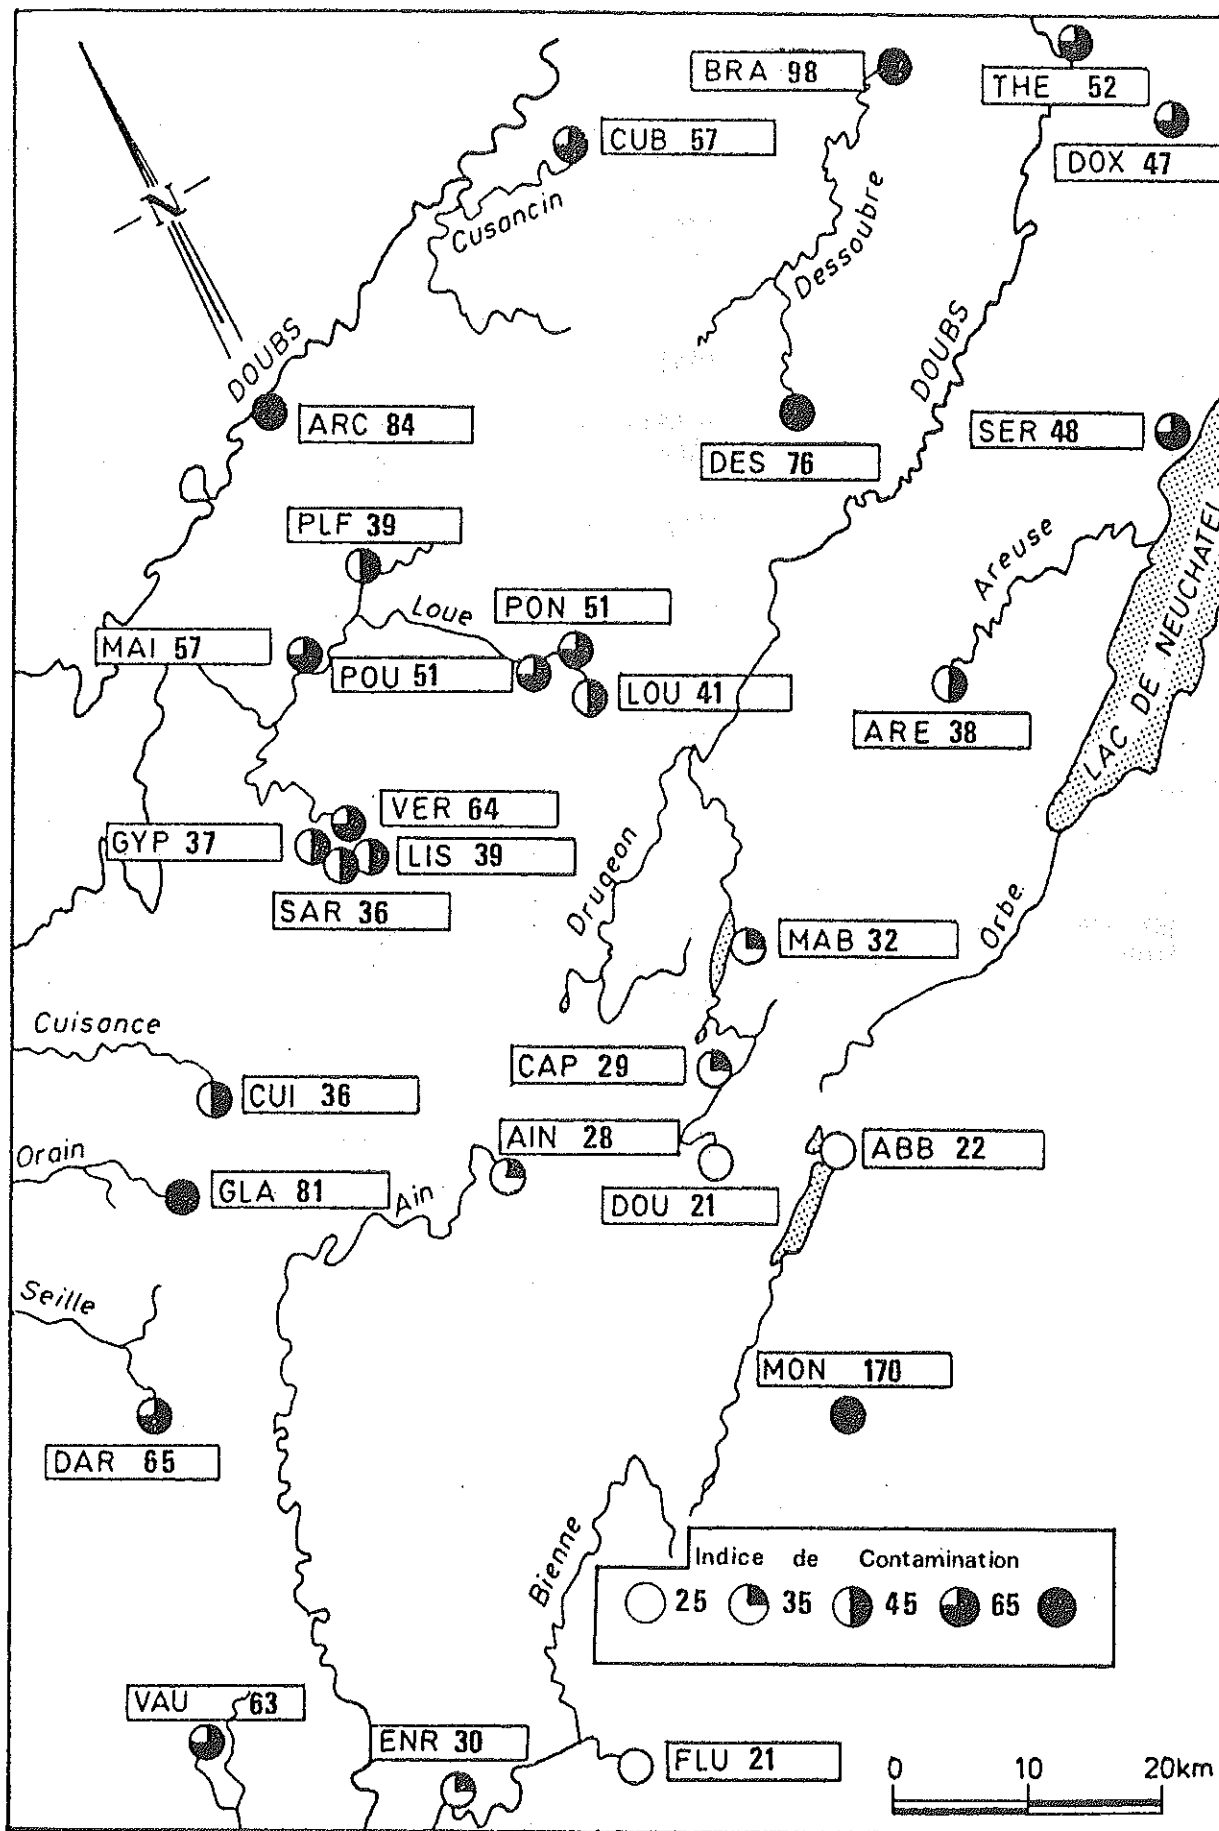 BRA 98
THE 52
CUB 57
DOX 47
N
Cusancin
Dessoubre
DOUBS
DOUBS
ARC 84
DES 76
SER 48
PLF 39
Areuse
LAC DE NEUCHATEL
PON 51
Loue
MAI 57
POU 51
LOU 41
ARE 38
VER 64
GYP 37
LIS 39
SAR 36
Drugeon
Orbe
MAB 32
Cuisance
CAP 29
CUI 36
AIN 28
ABB 22
Orain
GLA 81
Ain
DOU 21
Seille
MON 170
DAR 65
Bienne
Indice de Contamination
25 35 45 65
VAU 63
ENR 30
FLU 21
0 10 20km